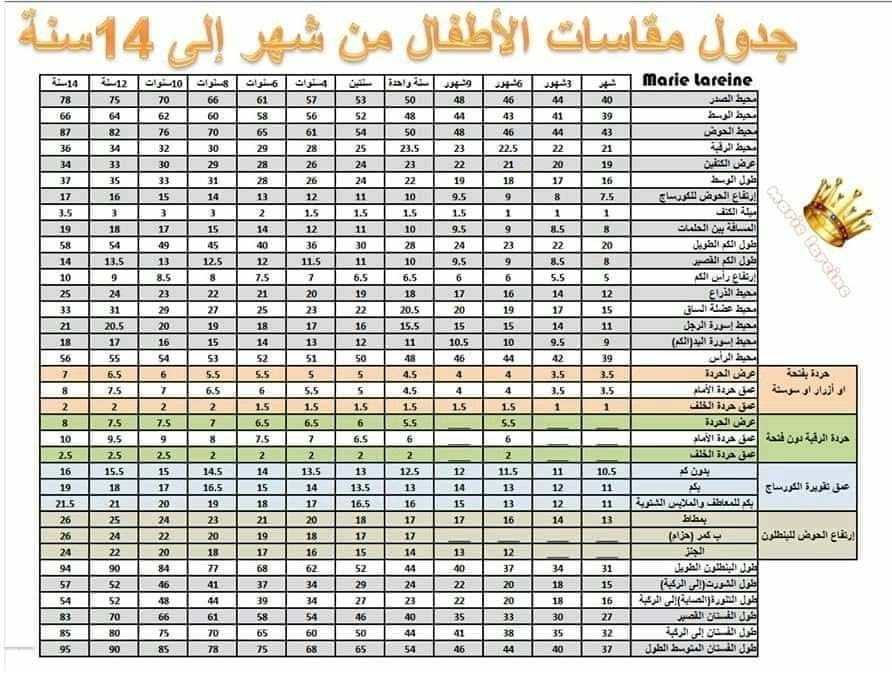 جدول مقاسات الأطفال من شهر إلى 14سنة
Marie Lareine شهر 3شهور 6شهور 9شهور سنة واحدة سنتين 4سنوات 6سنوات 8سنوات 10سنوات 12سنة 14سنة
محيط الصدر 40 44 46 48 50 53 57 61 66 70 75 78
محيط الوسط 39 41 43 44 48 52 56 58 60 62 64 66
محيط الحوض 43 44 46 48 50 54 61 65 70 76 82 87
محيط الرقبة 21 22 22.5 23 23.5 25 28 29 30 32 34 36
عرض الكتفين 19 20 21 22 23 24 26 28 29 30 33 34
طول الوسط 16 17 18 19 22 24 26 28 31 33 35 37
إرتفاع الحوض للكورساج 7.5 8 9 9.5 10 11 12 13 14 15 16 17
ميلة الكتف 1 1 1 1.5 1.5 1.5 1.5 2 3 3 3 3.5
المسافة بين الحلمات 8 8.5 9 9.5 10 11 12 14 15 17 18 19
طول الكم الطويل 20 22 23 24 28 30 36 40 45 49 54 58
طول الكم القصير 8 8.5 9 9.5 10 11 11.5 12 12.5 13 13.5 14
إرتفاع رأس الكم 5 5.5 6 6 6.5 6.5 7 7.5 8 8.5 9 10
محيط الذراع 12 14 16 17 18 19 20 21 22 23 24 25
محيط عضلة الساق 15 17 19 20 20.5 22 23 25 27 29 31 33
محيط إسورة الرجل 11 14 15 15 15.5 16 17 18 19 20 20.5 21
محيط إسورة اليد(الكم) 9 9.5 10 10.5 11 12 13 14 15 16 17 18
محيط الرأس 39 42 44 46 48 50 51 52 53 54 55 56
حردة بفتحة
او أزرار او سوستة
عرض الحردة 3.5 3.5 4 4 4.5 5 5 5.5 5.5 6 6.5 7
عمق حردة الأمام 3.5 3.5 4 4 4.5 5 5.5 6 6.5 7 7.5 8
عمق حردة الخلف 1 1 1.5 1.5 1.5 1.5 1.5 1.5 2 2 2 2
حردة الرقبة دون فتحة
عرض الحردة ___ ___ 5.5 ___ 5.5 6 6.5 6.5 7 7.5 7.5 8
عمق حردة الأمام ___ ___ 6 ___ 6 6.5 7 7.5 8 9 9.5 10
عمق حردة الخلف ___ ___ 2 ___ 2 2 2 2 2 2.5 2.5 2.5
عمق تقويرة الكورساج
بدون كم 10.5 11 11.5 12 12.5 13 13.5 14 14.5 15 15.5 16
بكم 11 12 13 14 13 13.5 14 15 16.5 17 18 19
بكم للمعاطف والملابس الشتوية 11 12 13 15 16 16.5 17 18 19 20 21 21.5
إرتفاع الحوض للبنطلون
بمطاط 13 14 16 17 17 18 20 21 23 24 25 26
ب كمر (حزام) ___ ___ ___ ___ 17 17 18 19 20 22 24 26
الجنز ___ ___ 12 13 14 15 16 17 18 20 22 24
طول البنطلون الطويل 31 34 37 40 44 52 62 68 77 84 90 94
طول الشورت(إلى الركبة) 15 18 20 22 24 29 34 37 41 46 52 57
طول التنورة(الصاية)إلى الركبة 16 18 20 22 23 27 34 39 44 48 52 54
طول الفستان القصير 27 30 33 35 40 46 54 58 61 66 70 83
طول الفستان إلى الركبة 32 35 38 41 44 50 60 65 70 75 80 85
طول الفستان المتوسط الطول 37 40 44 46 54 65 68 75 78 85 90 95
Marie Lareine